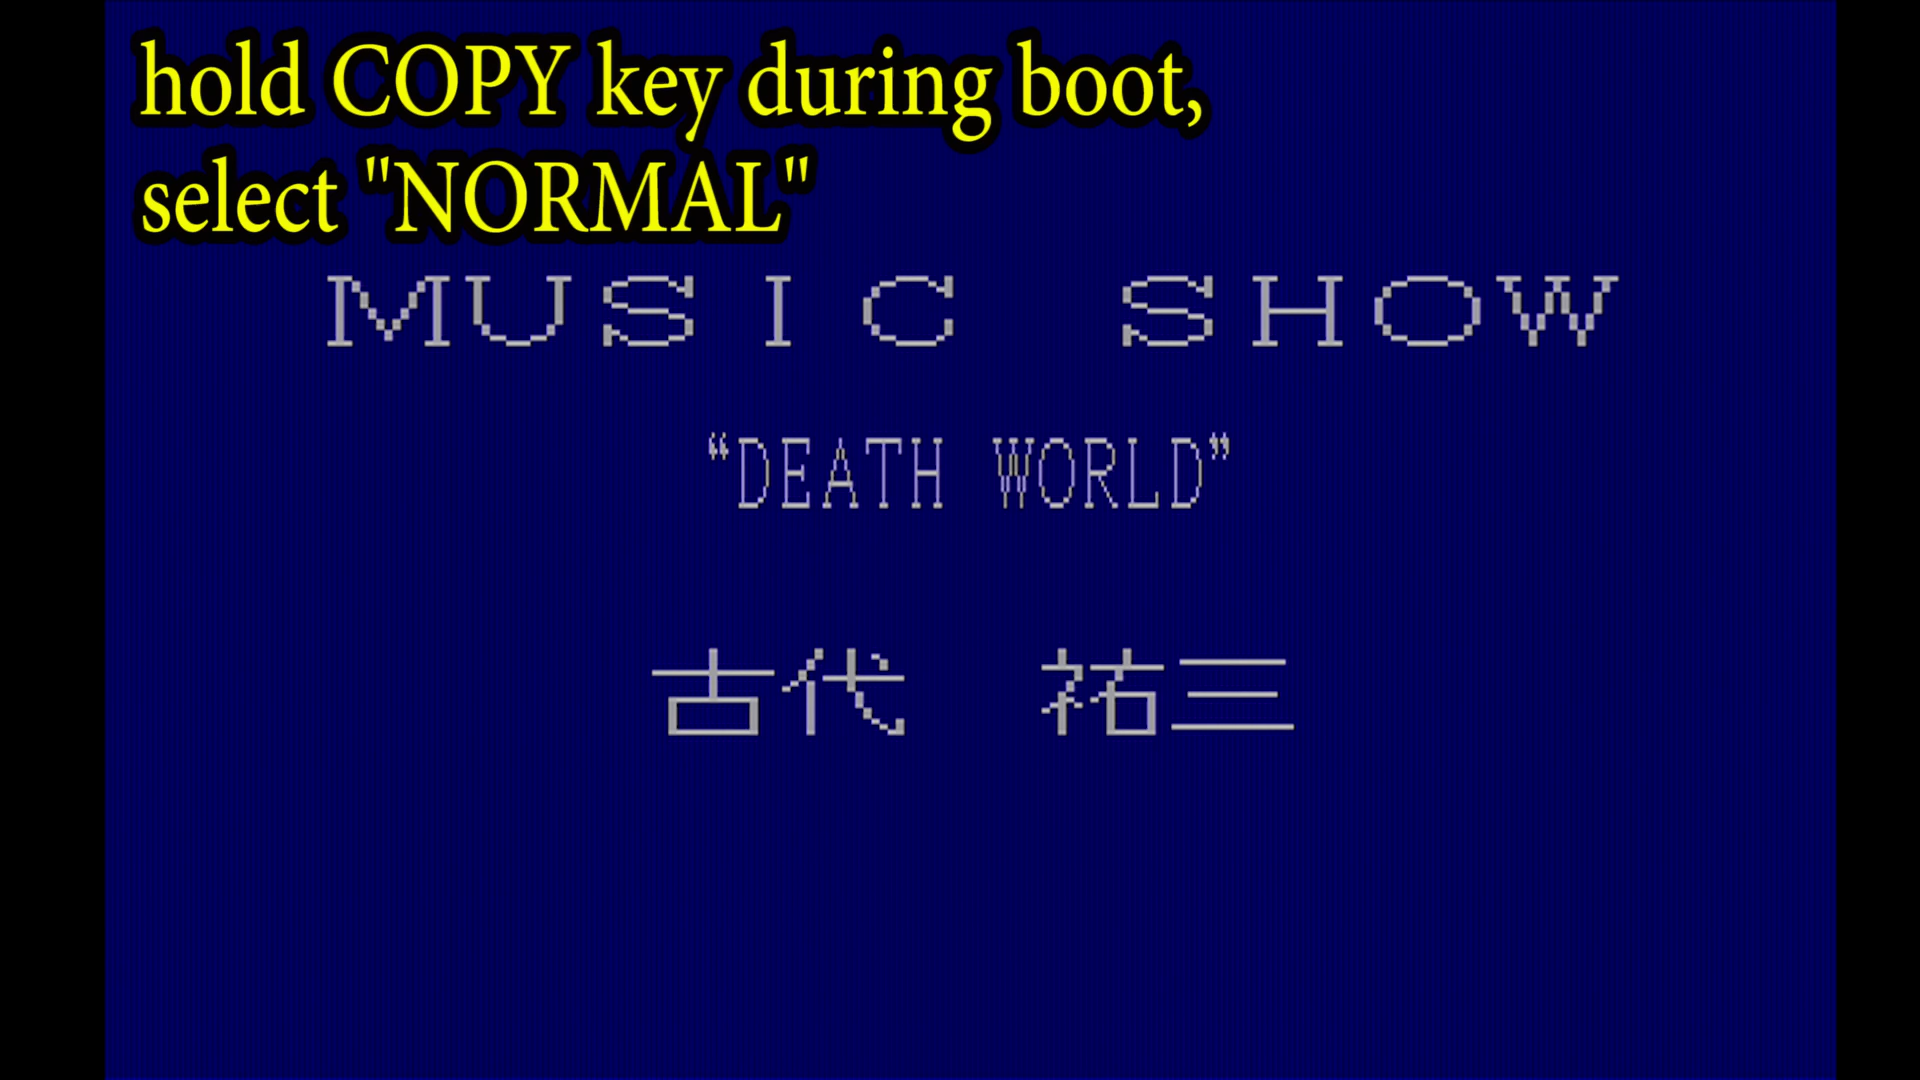 hold COPY key during boot,
select "NORMAL"
MUSIC SHOW
“DEATH WORLD”
古代 祐三